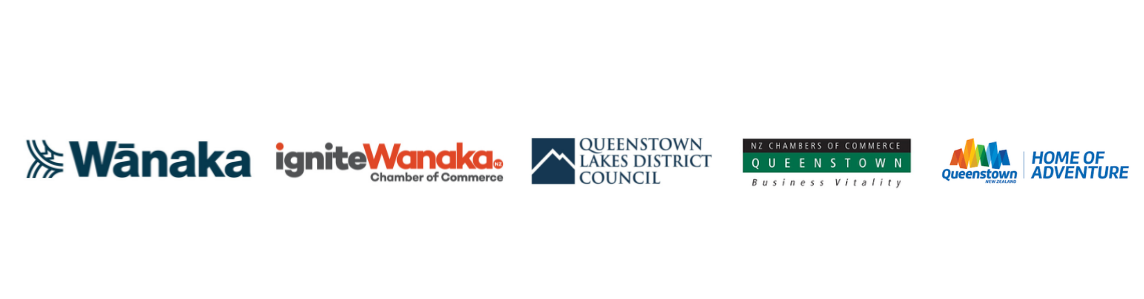 Wānaka
igniteWanaka NZ
Chamber of Commerce
QUEENSTOWN
LAKES DISTRICT
COUNCIL
NZ CHAMBERS OF COMMERCE
QUEENSTOWN
Business Vitality
Queenstown
NEW ZEALAND
HOME OF
ADVENTURE